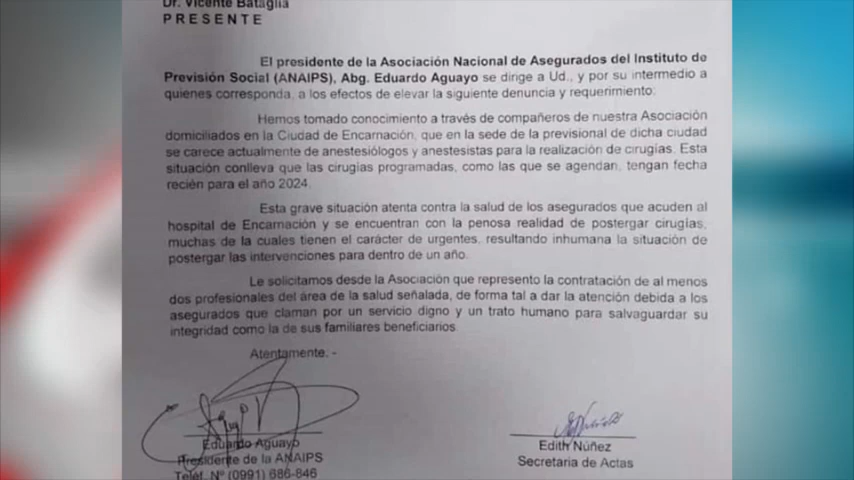 Dr. Vicente Bataglia
PRESENTE
El presidente de la Asociación Nacional de Asegurados del Instituto de
Previsión Social (ANAIPS), Abg. Eduardo Aguayo se dirige a Ud., y por su intermedio a
quienes corresponda, a los efectos de elevar la siguiente denuncia y requerimiento:
Hemos tomado conocimiento a través de compañeros de nuestra Asociación
domiciliados en la Ciudad de Encarnación, que en la sede de la previsional de dicha ciudad
se carece actualmente de anestesiólogos y anestesistas para la realización de cirugías. Esta
situación conlleva que las cirugías programadas, como las que se agendan, tengan fecha
recién para el año 2024.
Esta grave situación atenta contra la salud de los asegurados que acuden al
hospital de Encarnación y se encuentran con la penosa realidad de postergar cirugías,
muchas de la cuales tienen el carácter de urgentes, resultando inhumana la situación de
postergar las intervenciones para dentro de un año.
Le solicitamos desde la Asociación que represento la contratación de al menos
dos profesionales del área de la salud señalada, de forma tal a dar la atención debida a los
asegurados que claman por un servicio digno y un trato humano para salvaguardar su
integridad como la de sus familiares beneficiarios.
Atentamente.-
Eduardo Aguayo
Presidente de la ANAIPS
Teléf. Nº (0991) 686-846
Edith Núñez
Secretaria de Actas